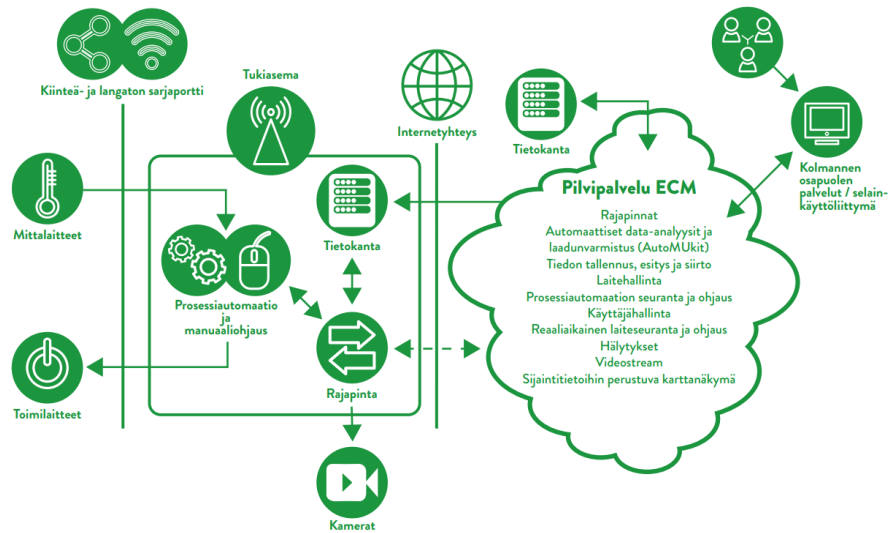 Kiinteä- ja langaton sarjaportti
Tukiasema
Internetyhteys
Tietokanta
Kolmannen
osapuolen
palvelut / selain-
käyttöliittymä
Mittalaitteet
Tietokanta
Prosessiautomaatio
ja
manuaaliohjaus
Toimilaitteet
Rajapinta
Kamerat
Pilvipalvelu ECM
Rajapinnat
Automaattiset data-analyysit ja
laadunvarmistus (AutoMUkit)
Tiedon tallennus, esitys ja siirto
Laitehallinta
Prosessiautomaation seuranta ja ohjaus
Käyttäjähallinta
Reaaliaikainen laiteseuranta ja ohjaus
Hälytykset
Videostream
Sijaintitietoihin perustuva karttanäkymä